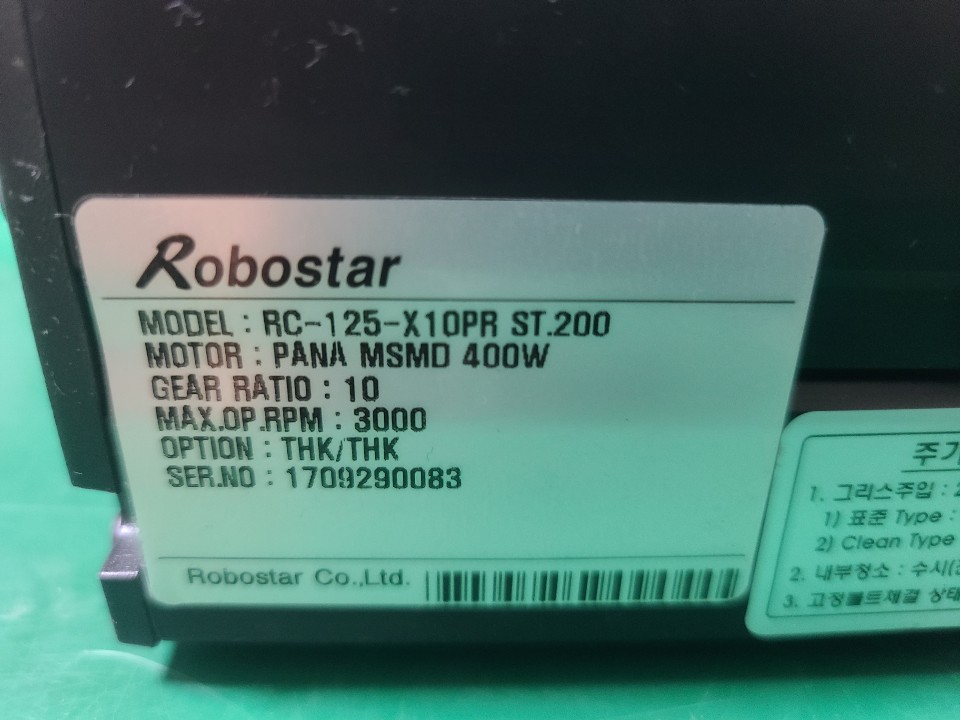 Robostar
MODEL : RC-125-X10PR ST.200
MOTOR : PANA MSMD 400W
GEAR RATIO : 10
MAX.OP.RPM : 3000
OPTION : THK/THK
SER.NO : 1709290083
Robostar Co.,Ltd.
주기
1. 그리스주입 :
1) 표준 Type :
2) Clean Type
2. 내부청소 : 수시(
3. 고정볼트체결 상태